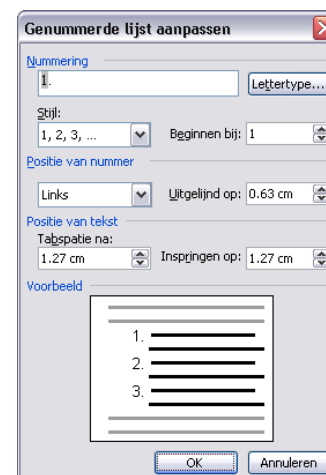 Genummerde lijst aanpassen
Nummering
1.
Lettertype...
Stijl:
1, 2, 3, ...
Beginnen bij: 1
Positie van nummer
Links
Uitgelijnd op: 0.63 cm
Positie van tekst
Tabspatie na:
1.27 cm
Inspringen op: 1.27 cm
Voorbeeld
1.
2.
3.
OK
Annuleren